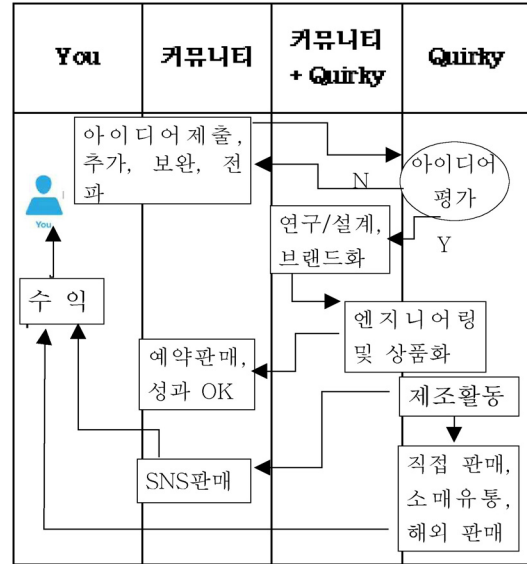 You
커뮤니티
커뮤니티
+ Quirky
Quirky
아이디어제출,
추가, 보완, 전
파
아이디어
평가
N
Y
You
연구/설계,
브랜드화
수 익
엔지니어링
및 상품화
예약판매,
성과 OK
제조활동
SNS판매
직접 판매,
소매유통,
해외 판매